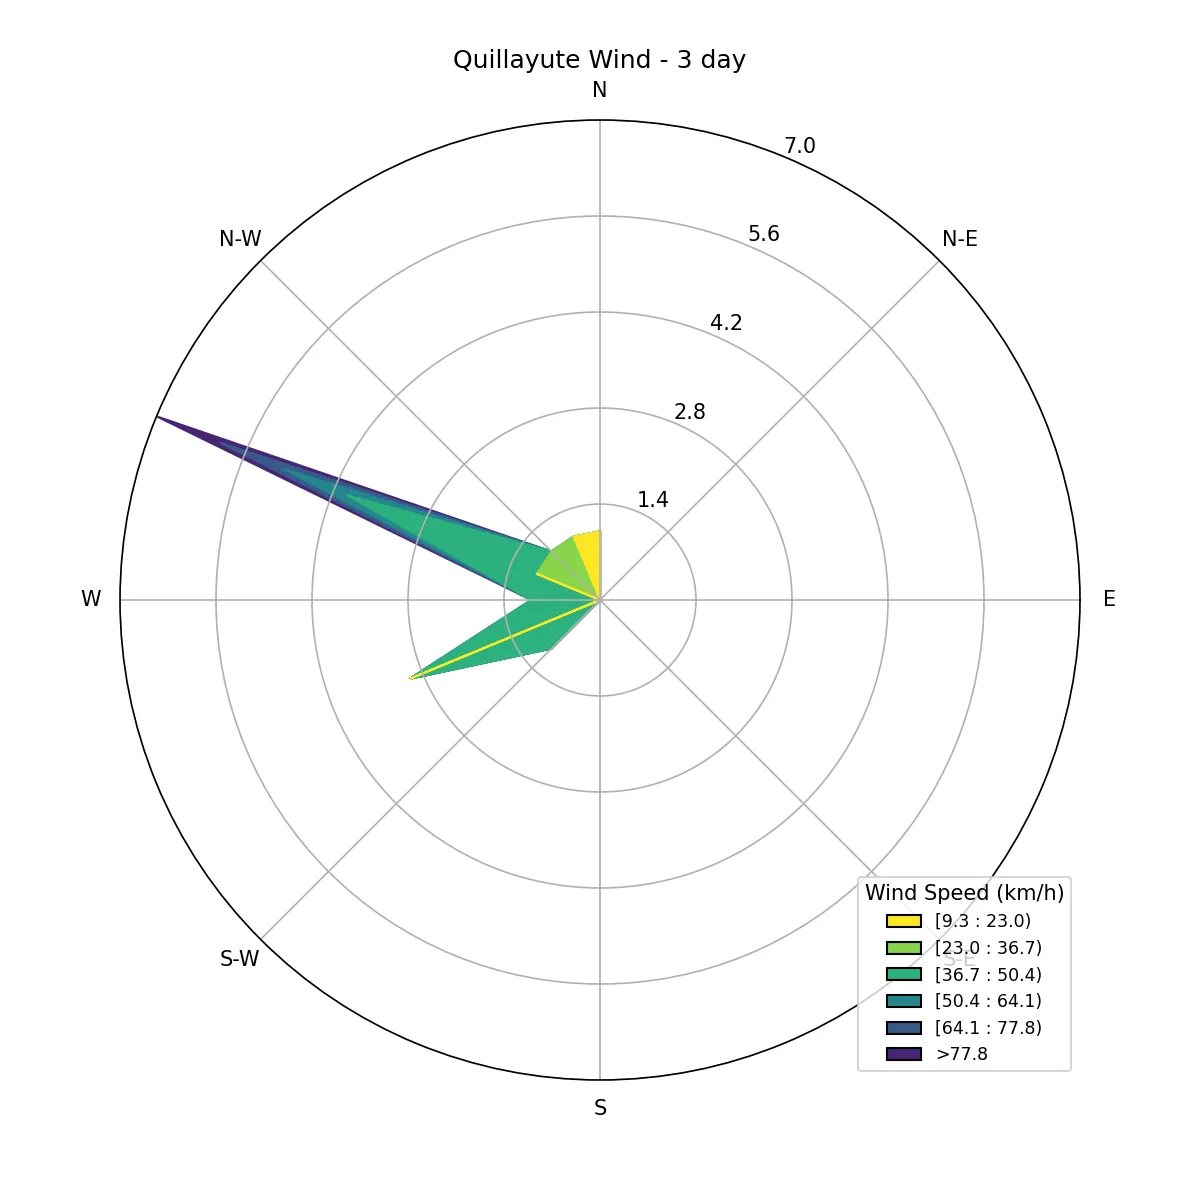 Quillayute Wind - 3 day
N
7.0
N-W
5.6
N-E
4.2
2.8
1.4
W
E
S-W
S-E
S
Wind Speed (km/h)
[9.3 : 23.0)
[23.0 : 36.7)
[36.7 : 50.4)
[50.4 : 64.1)
[64.1 : 77.8)
>77.8